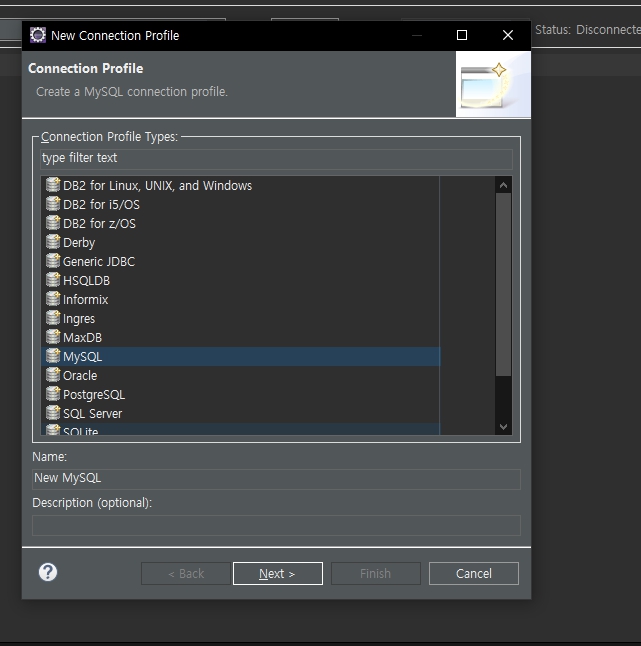 New Connection Profile
Status: Disconnecte
Connection Profile
Create a MySQL connection profile.
Connection Profile Types:
type filter text
DB2 for Linux, UNIX, and Windows
DB2 for i5/OS
DB2 for z/OS
Derby
Generic JDBC
HSQLDB
Informix
Ingres
MaxDB
MySQL
Oracle
PostgreSQL
SQL Server
SQLite
Name:
New MySQL
Description (optional):
?
< Back
Next >
Finish
Cancel